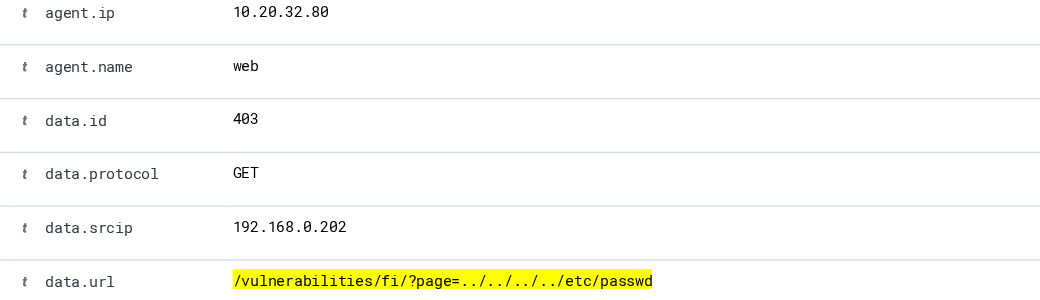 t agent.ip 10.20.32.80
t agent.name web
t data.id 403
t data.protocol GET
t data.srcip 192.168.0.202
t data.url /vulnerabilities/fi/?page=../../../../etc/passwd